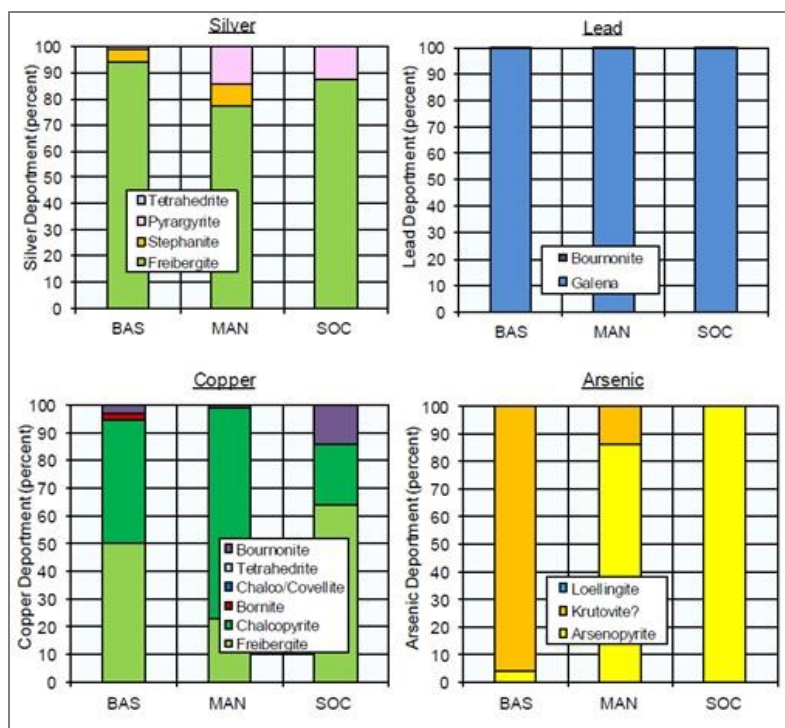 Silver
Silver Department (percent)
100
90
80
70
60
50
40
30
20
10
0
Tetrahedrite
Pyrargyrite
Stephanite
Freibergite
BAS MAN SOC
Lead
Lead Department (percent)
100
90
80
70
60
50
40
30
20
10
0
Bournonite
Galena
BAS MAN SOC
Copper
Copper Department (percent)
100
90
80
70
60
50
40
30
20
10
0
Bournonite
Tetrahedrite
Chalco/Covellite
Bornite
Chalcopyrite
Freibergite
BAS MAN SOC
Arsenic
Arsenic Department (percent)
100
90
80
70
60
50
40
30
20
10
0
Loellingite
Krutovite?
Arsenopyrite
BAS MAN SOC